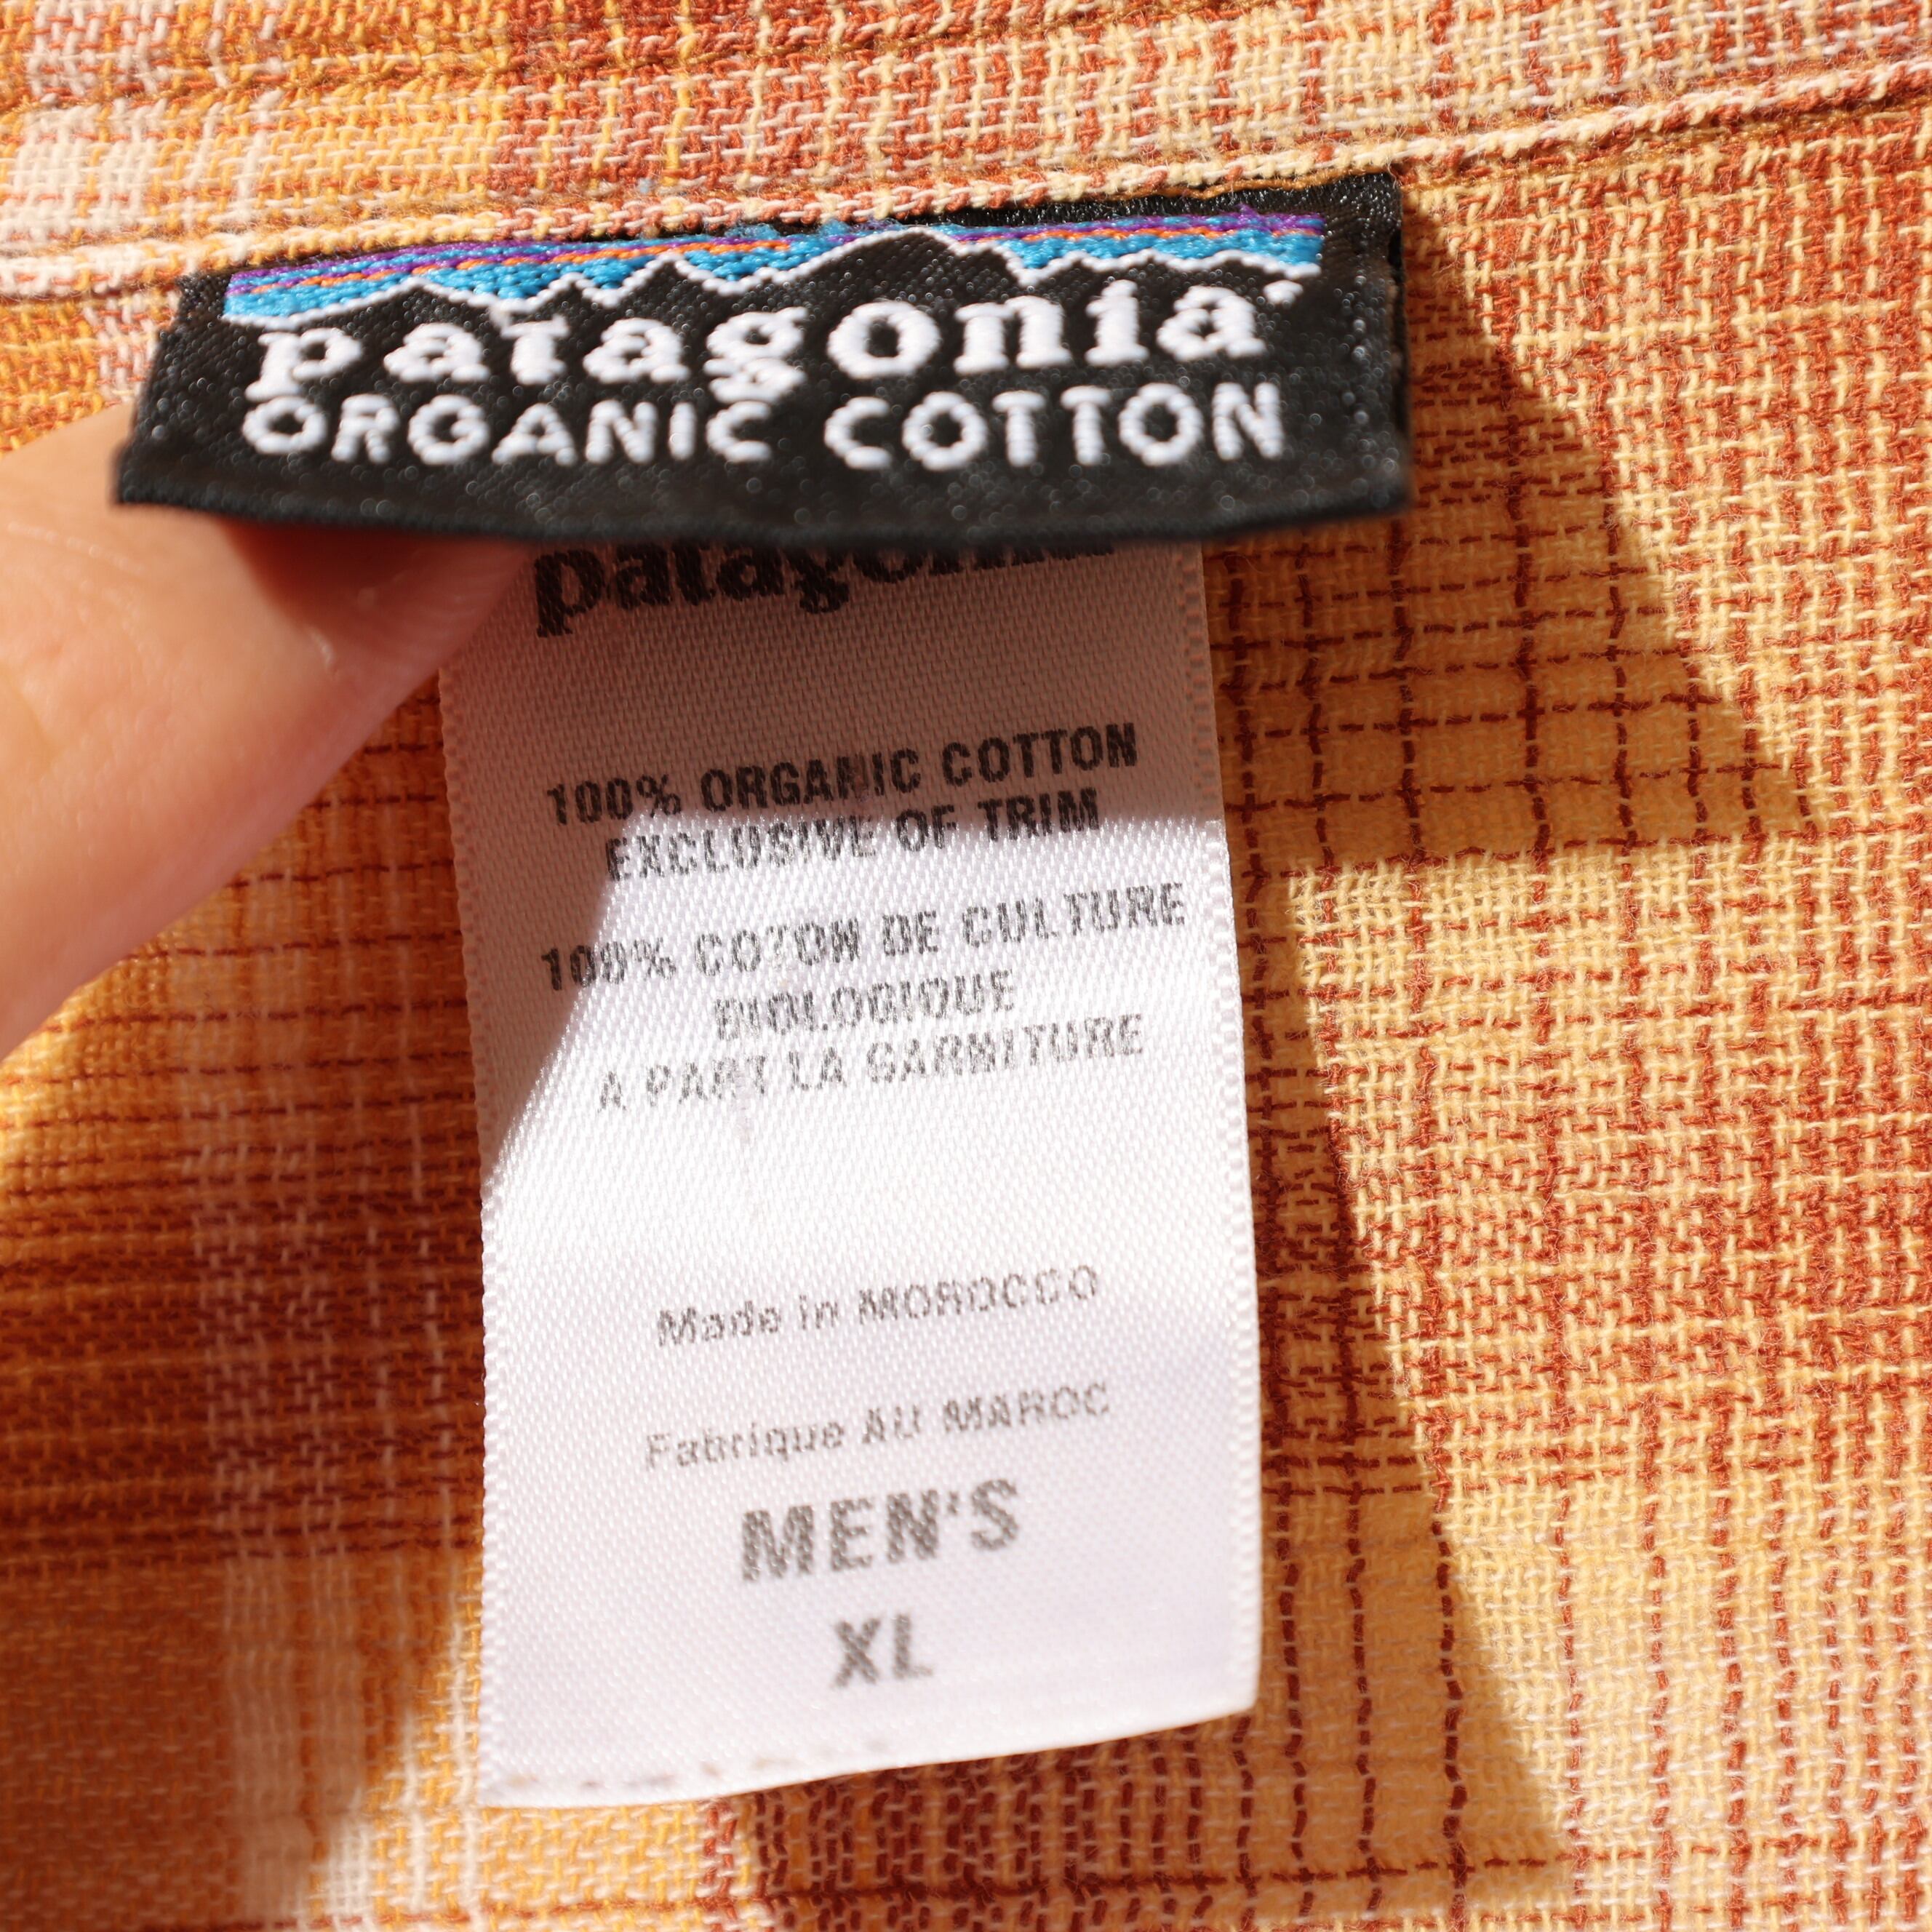 patagonia
ORGANIC COTTON
patagonia
100% ORGANIC COTTON
EXCLUSIVE OF TRIM
100% COTON DE CULTURE
BIOLOGIQUE
A PART LA GARNITURE
Made in MOROCCO
Fabrique AU MAROC
MEN'S
XL